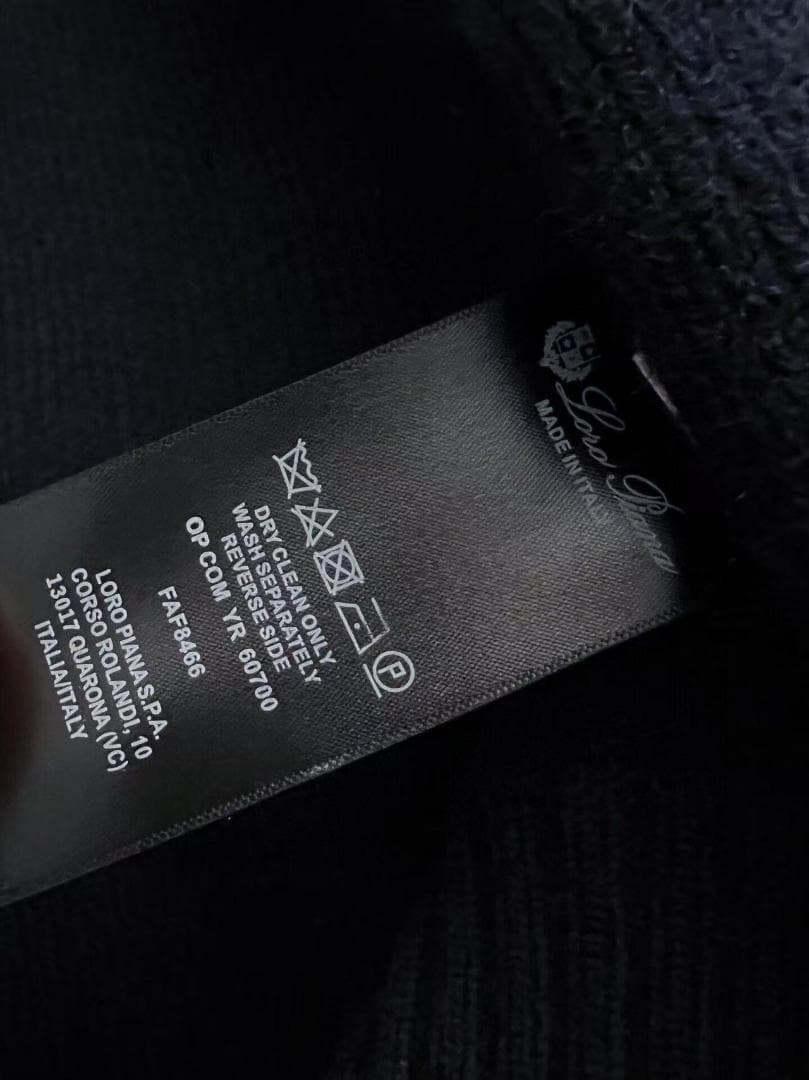 Loro Piana
MADE IN ITALY
P
DRY CLEAN ONLY
WASH SEPARATELY
REVERSE SIDE
OP COM YR 60700
FAF8466
LORO PIANA S.P.A.
CORSO ROLANDI, 10
13017 QUARONA (VC)
ITALIA/ITALY